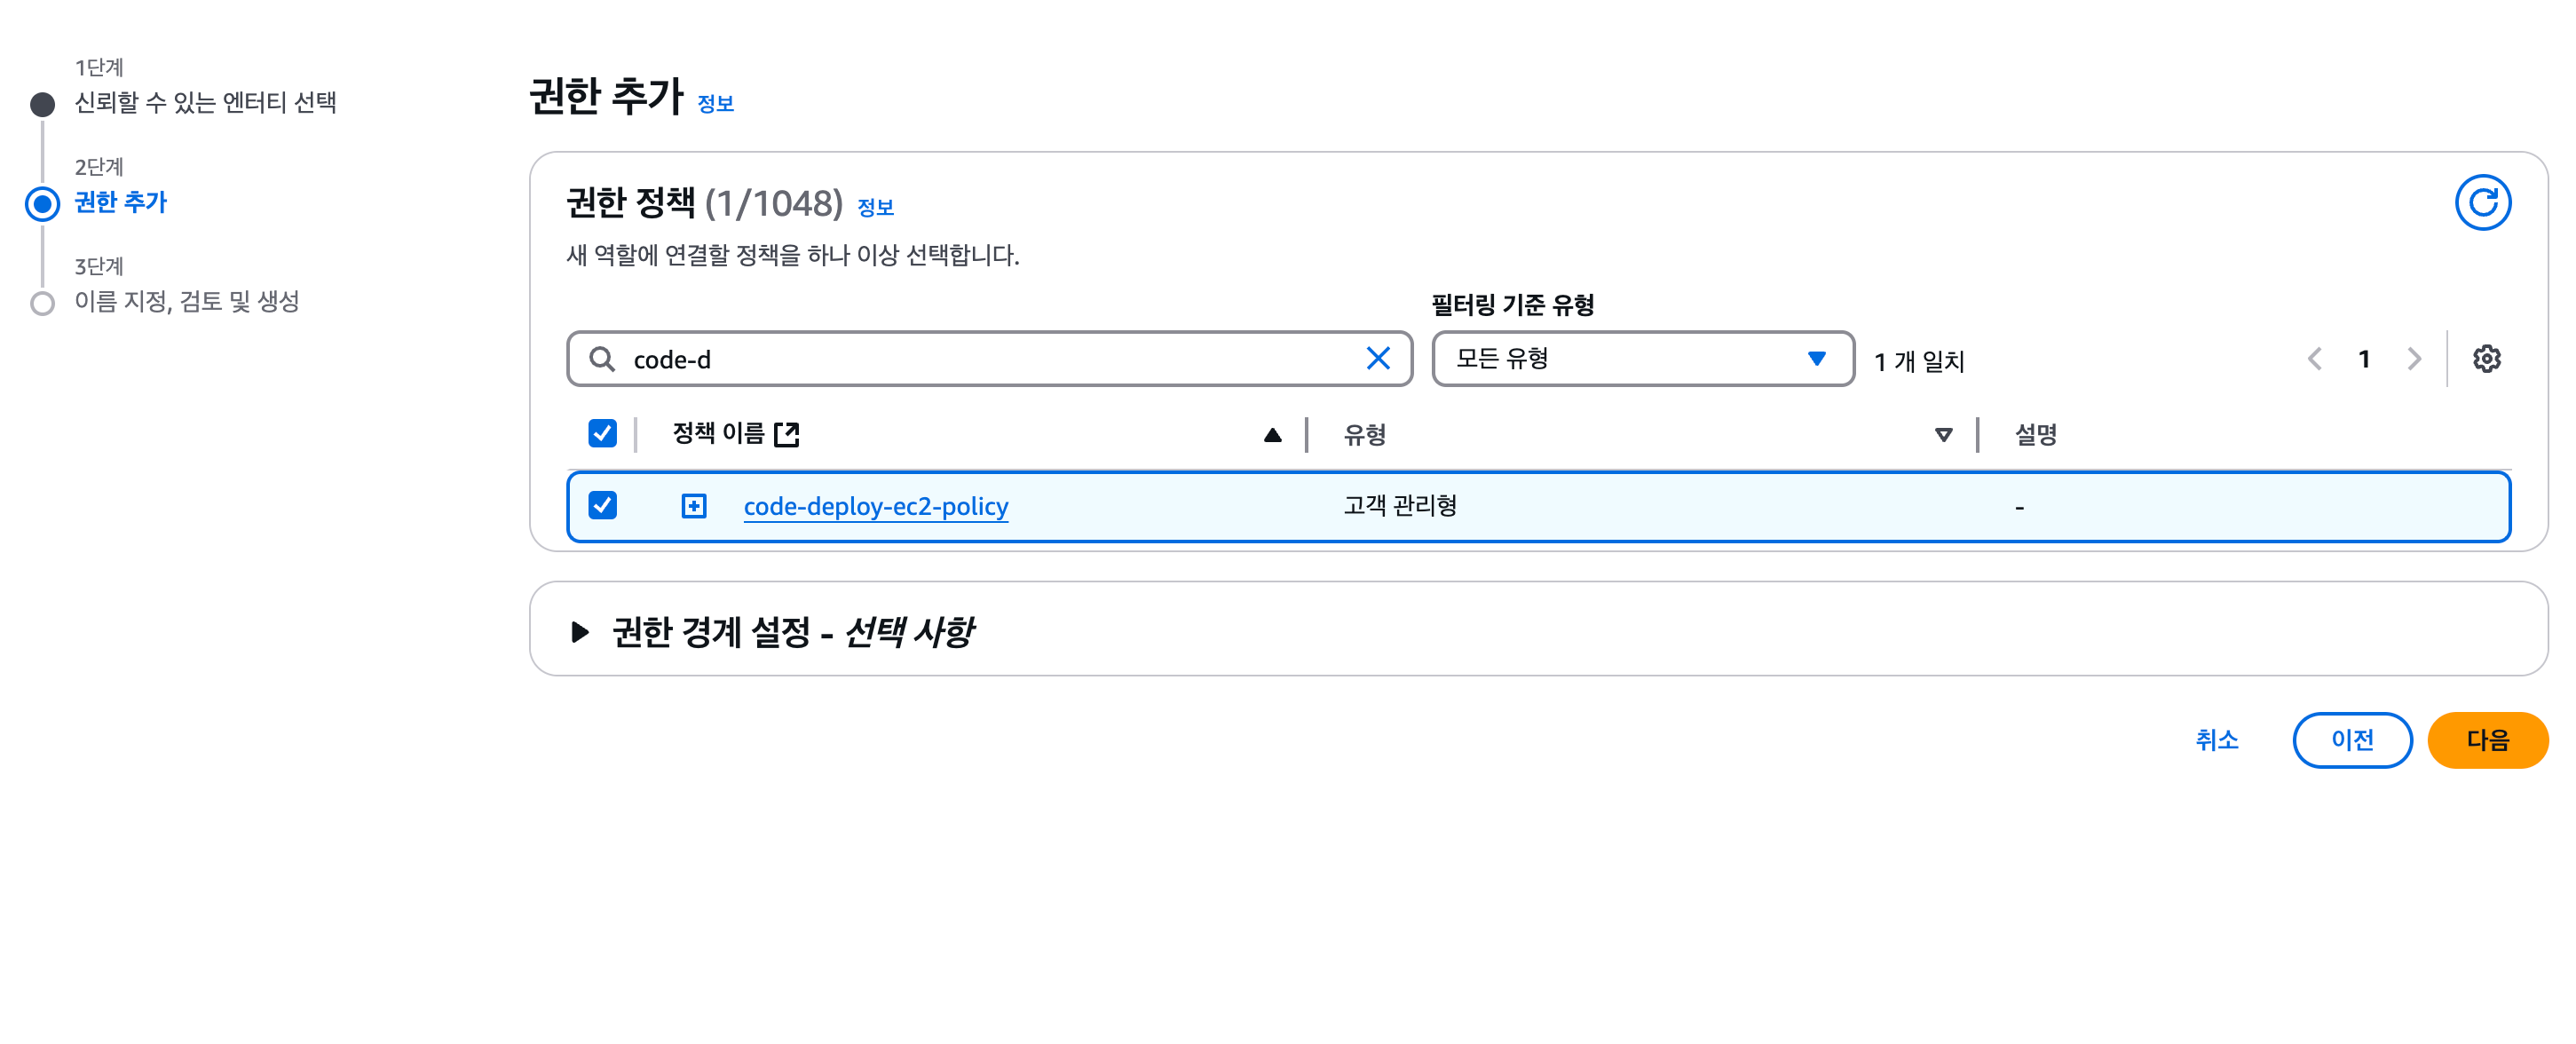 1단계
신뢰할 수 있는 엔터티 선택
2단계
권한 추가
3단계
이름 지정, 검토 및 생성
권한 추가 정보
권한 정책 (1/1048) 정보
새 역할에 연결할 정책을 하나 이상 선택합니다.
필터링 기준 유형
code-d 모든 유형 1 개 일치 1
정책 이름 유형 설명
code-deploy-ec2-policy 고객 관리형 -
권한 경계 설정 - 선택 사항
취소 이전 다음